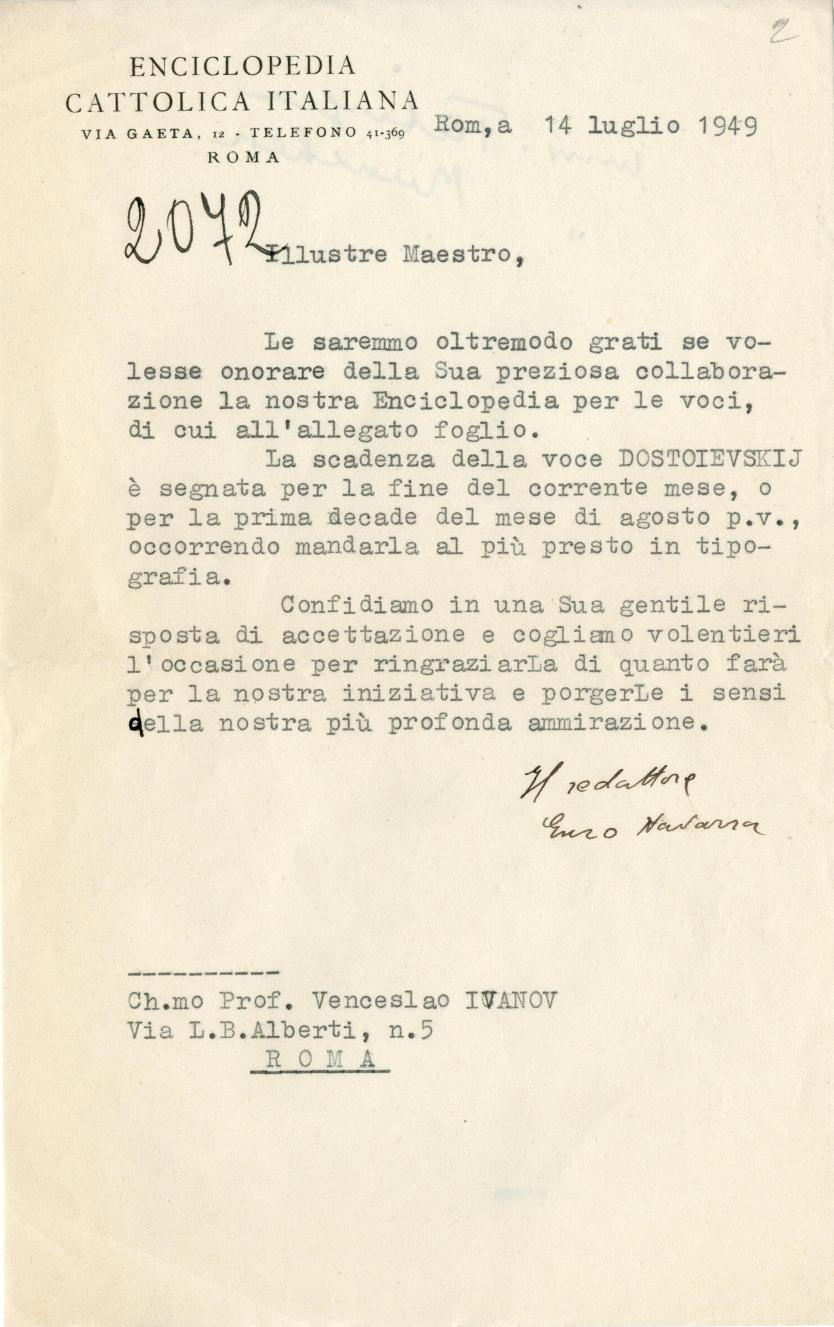 2
ENCICLOPEDIA
CATTOLICA ITALIANA
VIA GAETA, 12 - TELEFONO 41-369
ROMA
Rom,a 14 luglio 1949
2072
Illustre Maestro,
Le saremmo oltremodo grati se vo-
lesse onorare della Sua preziosa collabora-
zione la nostra Enciclopedia per le voci,
di cui all'allegato foglio.
La scadenza della voce DOSTOIEVSKIJ
è segnata per la fine del corrente mese, o
per la prima decade del mese di agosto p.v.,
occorrendo mandarla al più presto in tipo-
grafia.
Confidiamo in una Sua gentile ri-
sposta di accettazione e cogliamo volentieri
l'occasione per ringraziarLa di quanto farà
per la nostra iniziativa e porgerLe i sensi
della nostra più profonda ammirazione.
Il redattore
Enzo Navarra
----------
Ch.mo Prof. Venceslao IVANOV
Via L.B.Alberti, n.5
R O M A